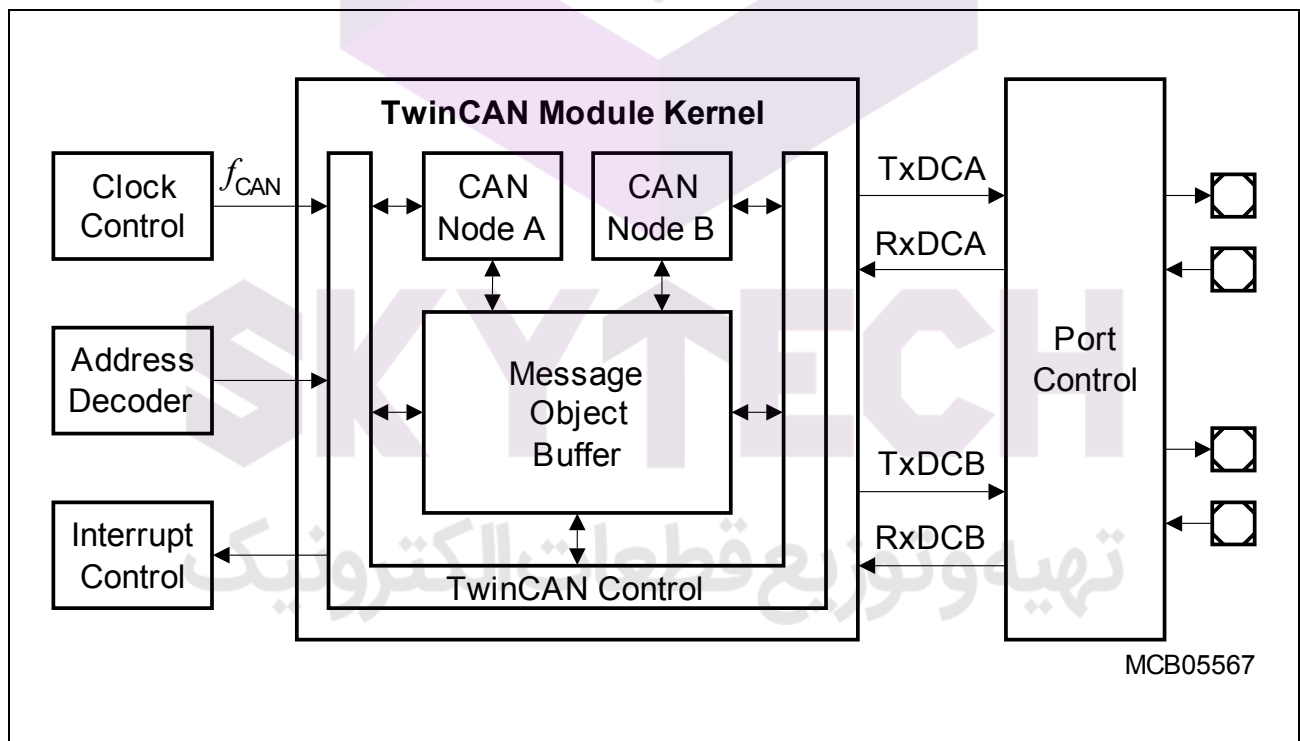 TwinCAN Module Kernel
Clock
Control
fCAN
CAN
Node A
CAN
Node B
TxDCA
RxDCA
Address
Decoder
Message
Object
Buffer
Port
Control
SKYTECH
TxDCB
RxDCB
Interrupt
Control
TwinCAN Control
تهیه و توزیع قطعات الکترونیک
MCB05567